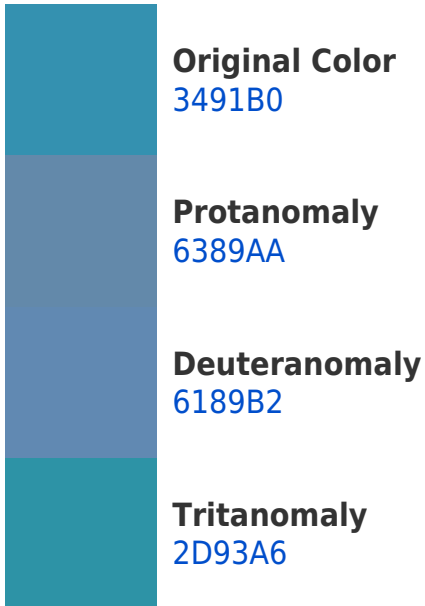 Original Color
3491B0
Protanomaly
6389AA
Deuteranomaly
6189B2
Tritanomaly
2D93A6